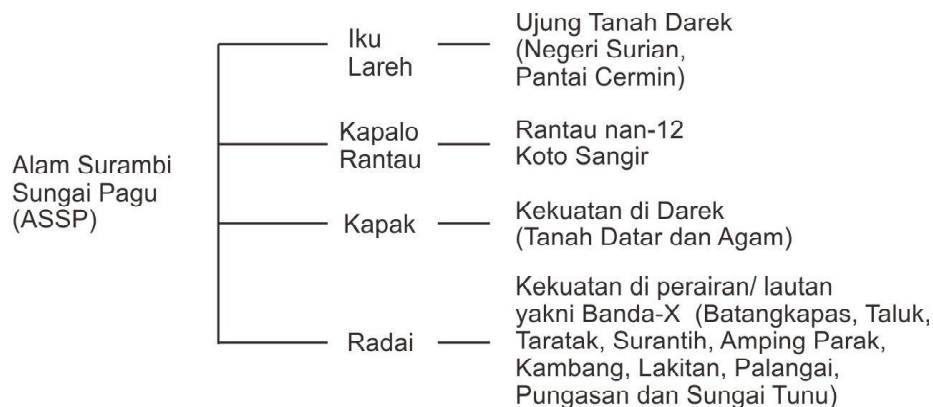 Alam Surambi
Sungai Pagu
(ASSP)
Iku
Lareh
Ujung Tanah Darek
(Negeri Surian,
Pantai Cermin)
Kapalo
Rantau
Rantau nan-12
Koto Sangir
Kapak
Kekuatan di Darek
(Tanah Datar dan Agam)
Radai
Kekuatan di perairan/ lautan
yakni Banda-X (Batangkapas, Taluk,
Taratak, Surantih, Amping Parak,
Kambang, Lakitan, Palangai,
Pungasan dan Sungai Tunu)